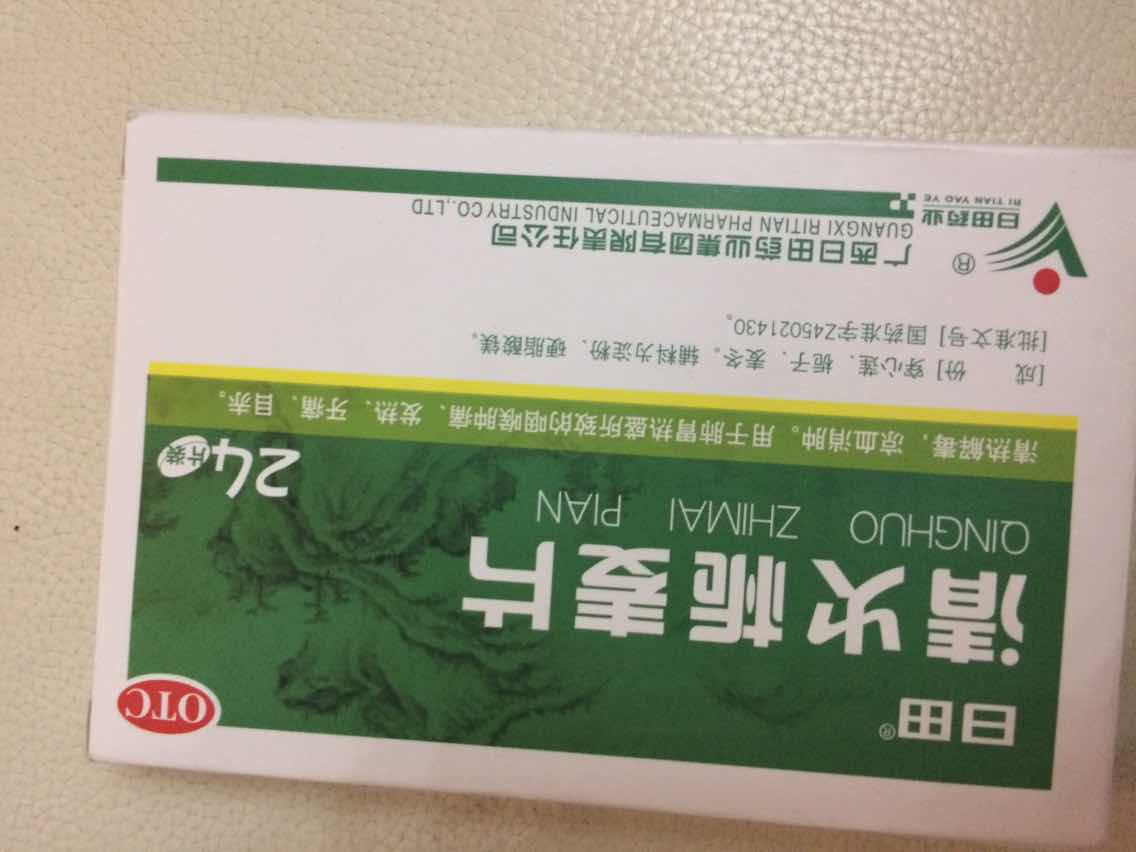 日田®
OTC
清火栀麦片
QINGHUO ZHIMAI PIAN
24片装
清热解毒，凉血消肿。用于肺胃热盛所致的咽喉肿痛、发热、牙痛、目赤。
[成 份] 穿心莲、栀子、麦冬。辅料为淀粉、硬脂酸镁。
[批准文号] 国药准字Z45021430。
®
日田药业
RI TIAN YAO YE
广西日田药业集团有限责任公司
GUANGXI RITIAN PHARMACEUTICAL INDUSTRY CO.,LTD